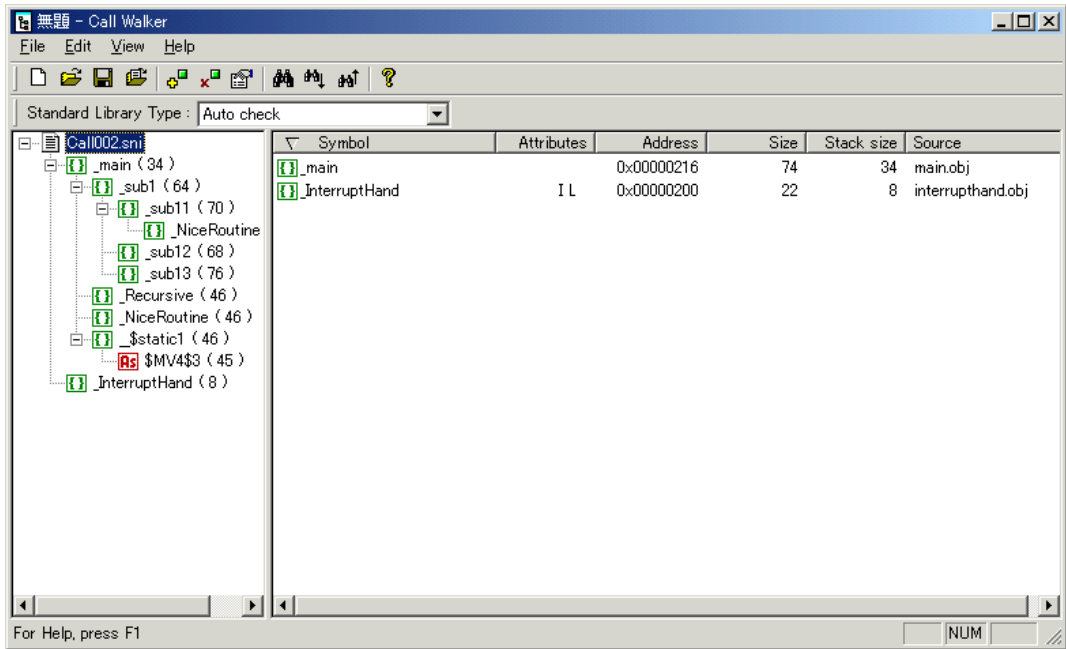 無題 - Call Walker
File Edit View Help
Standard Library Type : Auto check
Call002.sni
_main ( 34 )
_sub1 ( 64 )
_sub11 ( 70 )
_NiceRoutine
_sub12 ( 68 )
_sub13 ( 76 )
_Recursive ( 46 )
_NiceRoutine ( 46 )
__$static1 ( 46 )
As $MV4$3 ( 45 )
_InterruptHand ( 8 )
Symbol Attributes Address Size Stack size Source
_main 0x00000216 74 34 main.obj
_InterruptHand I L 0x00000200 22 8 interrupthand.obj
For Help, press F1 NUM